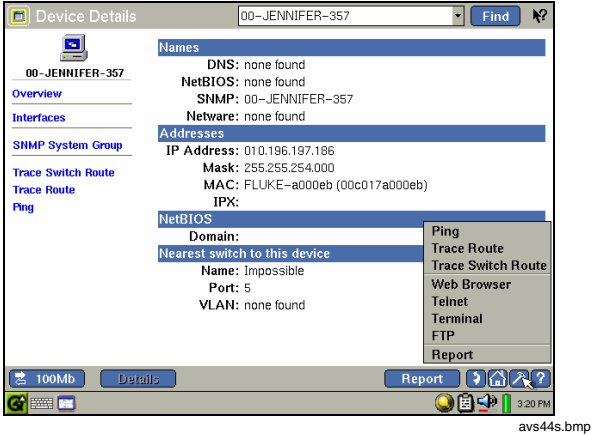 Device Details
00-JENNIFER-357
Find
?
00-JENNIFER-357
Overview
Interfaces
SNMP System Group
Trace Switch Route
Trace Route
Ping
Names
DNS: none found
NetBIOS: none found
SNMP: 00-JENNIFER-357
Netware: none found
Addresses
IP Address: 010.196.197.186
Mask: 255.255.254.000
MAC: FLUKE-a000eb (00c017a000eb)
IPX:
NetBIOS
Domain:
Nearest switch to this device
Name: Impossible
Port: 5
VLAN: none found
Ping
Trace Route
Trace Switch Route
Web Browser
Telnet
Terminal
FTP
Report
100Mb
Details
Report
?
3:20 PM
avs44s.bmp